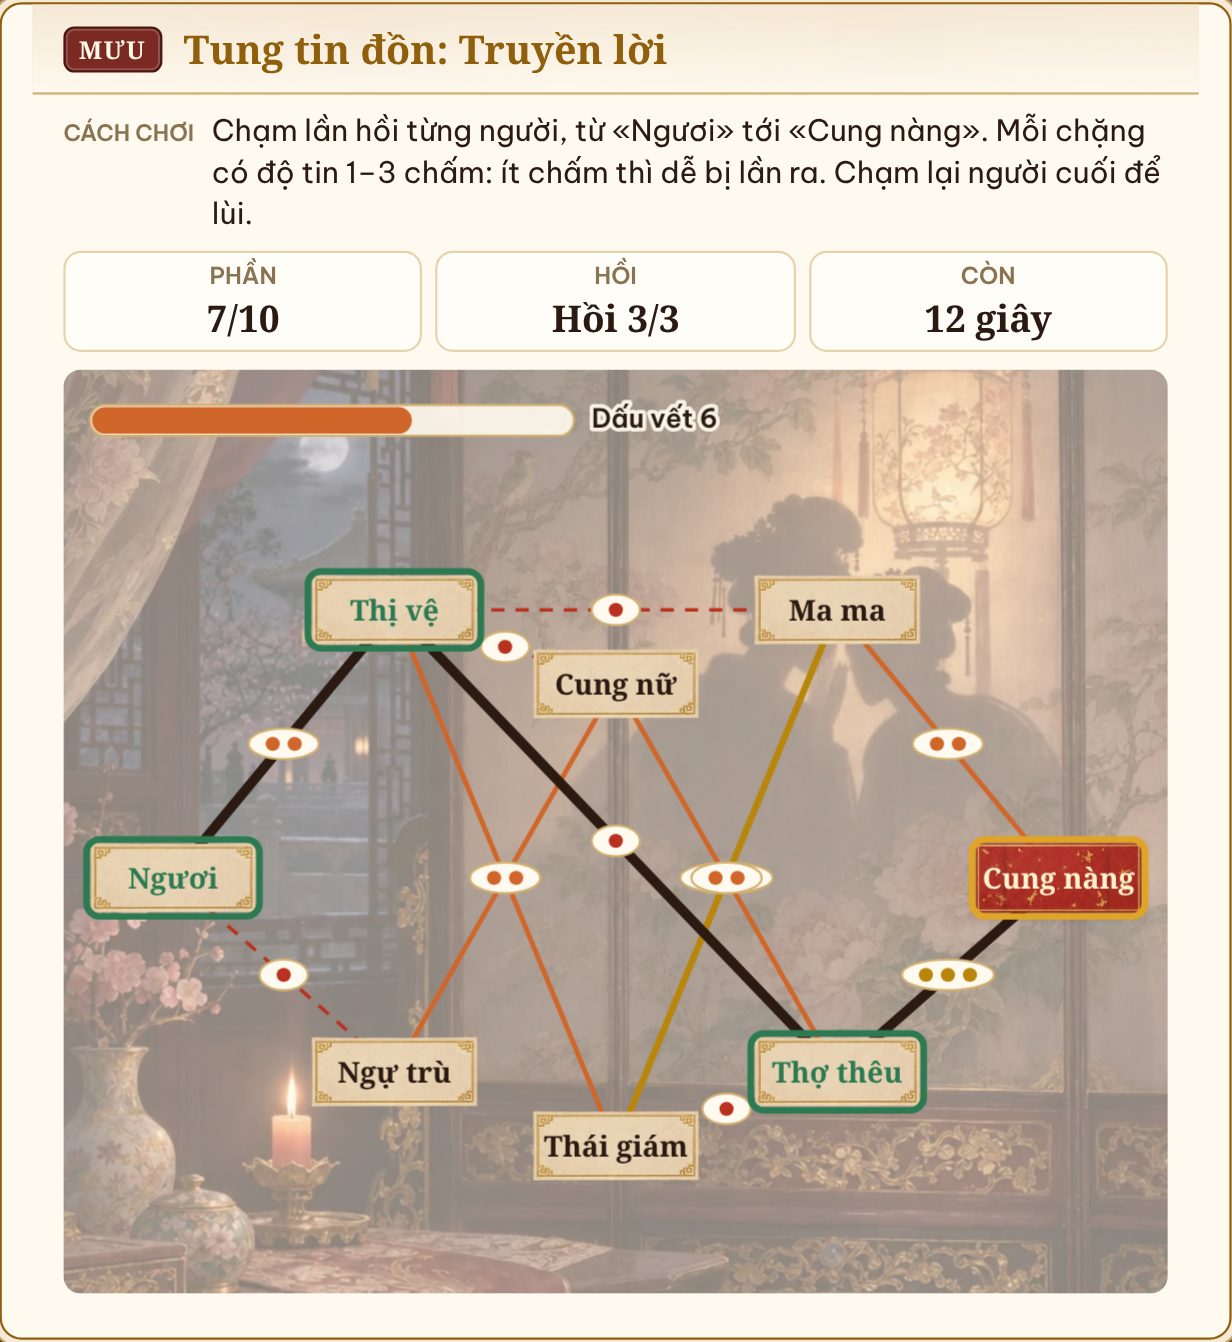 MƯU Tung tin đồn: Truyền lời
CÁCH CHƠI Chạm lần hồi từng người, từ «Ngươi» tới «Cung nàng». Mỗi chặng
có độ tin 1–3 chấm: ít chấm thì dễ bị lần ra. Chạm lại người cuối để
lùi.
PHẦN
7/10
HỒI
Hồi 3/3
CÒN
12 giây
Dấu vết 6
Thị vệ
Ma ma
Cung nữ
Ngươi
Cung nàng
Ngự trù
Thợ thêu
Thái giám